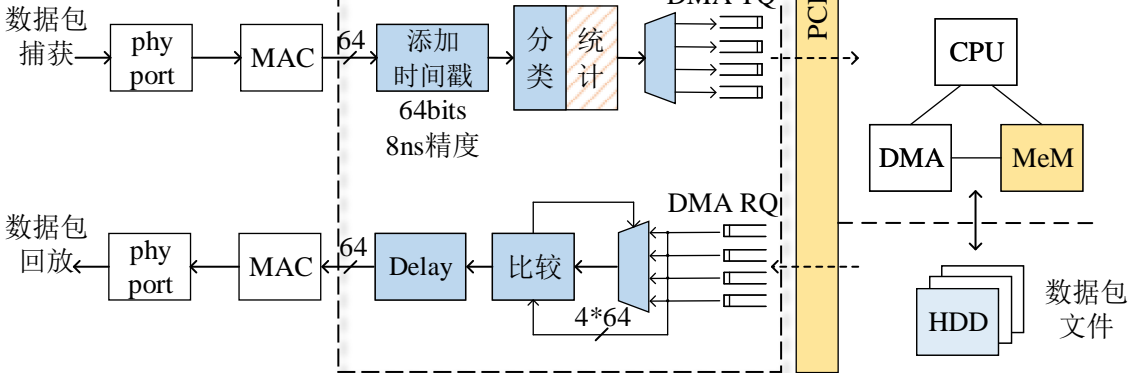 数据包
捕获
phy
port
MAC
64
添加
时间戳
64bits
8ns精度
分
类
统
计
CPU
DMA
MeM
数据包
回放
phy
port
MAC
64
Delay
比较
4*64
DMA RQ
HDD
数据包
文件